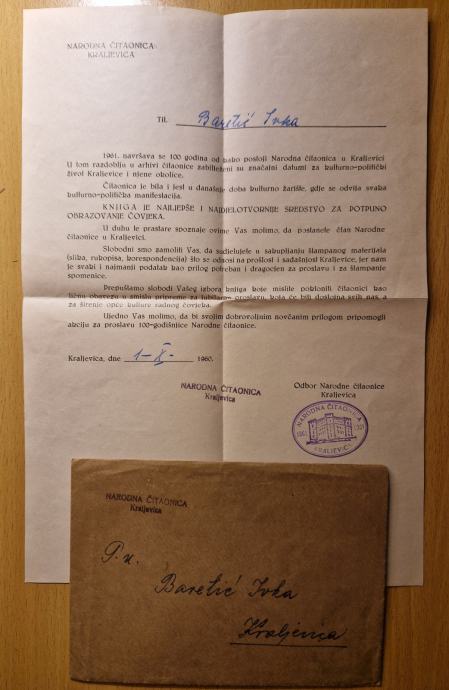 NARODNA ČITAONICA
KRALJEVICA
Ttl. Baretić Ivka
1961. navršava se 100 godina od kako postoji Narodna čitaonica u Kraljevici
U tom razdoblju u arhivi čitaonice zabilježeni su značajni datumi za kulturno-politički
život Kraljevice i njene okolice.
Čitaonica je bila i jest u današnje doba kulturno žarište, gdje se odvija svaka
kulturno-politička manifestacija.
KNJIGA JE NAJLJEPŠE I NAJDJELOTVORNIJE SREDSTVO ZA POTPUNO
OBRAZOVANJE ČOVJEKA.
U duhu te prastare spoznaje ovime Vas molimo, da postanete član Narodne
čitaonice u Kraljevici.
Slobodni smo zamoliti Vas, da sudjelujete u sakupljanju štampanog materijala
(slika, rukopisa, korespondencija) što se odnosi na prošlost i sadašnjost Kraljevice, jer nam
je svaki i najmanji podatak kao prilog potreban i dragocjen za proslavu i za štampanje
spomenice.
Prepuštamo slobodi Vašeg izbora knjiga koje mislite pokloniti čitaonici kao
ličnu obavezu u smislu pripreme za jubilarnu proslavu, koja će biti dostojna svih nas, a
za širenje opće kulture radnog čovjeka.
Ujedno Vas molimo, da bi svojim dobrovoljnim novčanim prilogom pripomogli
akciju za proslavu 100-godišnjice Narodne čitaonice.
Kraljevica, dne 1-X- 1960.
NARODNA ČITAONICA
Kraljevica
Odbor Narodne čitaonice
Kraljevica
NARODNA ČITAONICA
1861 1961
KRALJEVICA
NARODNA ČITAONICA
Kraljevica
P. n.
Baretić Ivka
Kraljevica